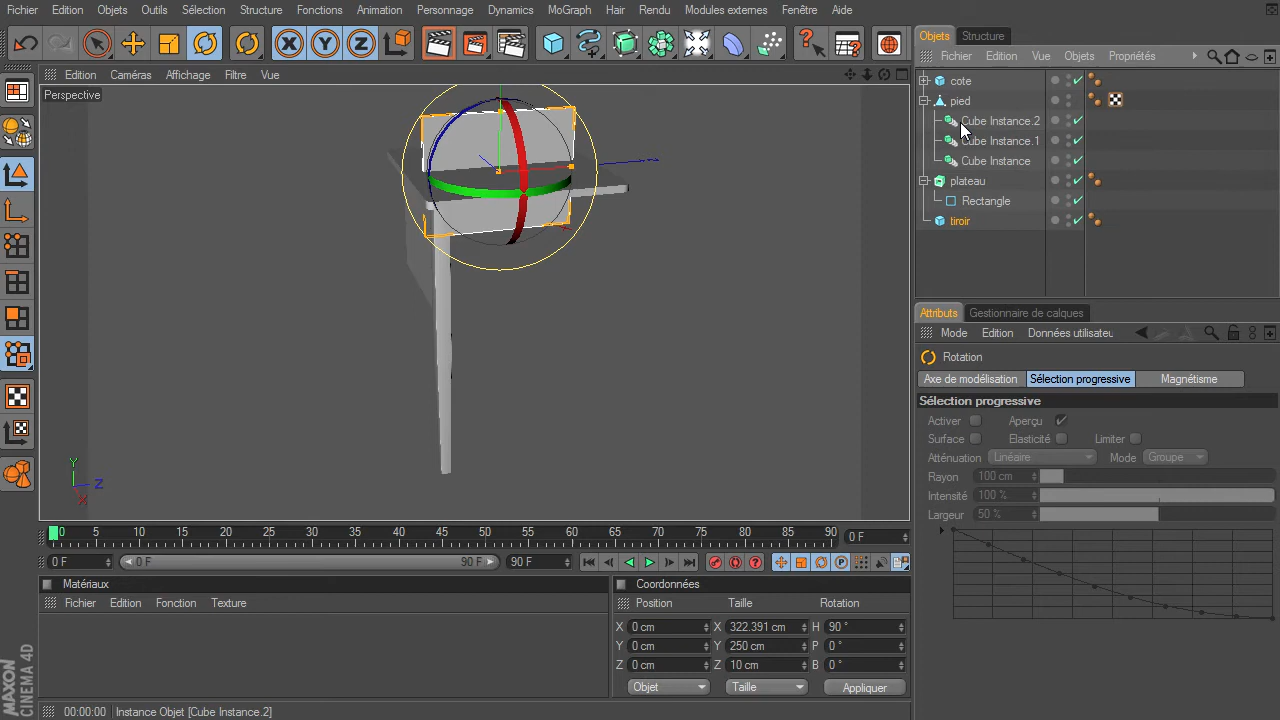 Fichier Edition Objets Outils Sélection Structure Fonctions Animation Personnage Dynamics MoGraph Hair Rendu Modules externes Fenêtre Aide
Objets Structure
Fichier Edition Vue Objets Propriétés
Edition Caméras Affichage Filtre Vue
Perspective
cote
pied
Cube Instance.2
Cube Instance.1
Cube Instance
plateau
Rectangle
tiroir
Attributs Gestionnaire de calques
Mode Edition Données utilisateu
Rotation
Axe de modélisation Sélection progressive Magnétisme
Sélection progressive
Activer Aperçu
Surface Elasticité Limiter
Atténuation Linéaire Mode Groupe
Rayon 100 cm
Intensité 100 %
Largeur 50 %
Y
Z
X
0 5 10 15 20 25 30 35 40 45 50 55 60 65 70 75 80 85 90 0 F
0 F 0 F 90 F 90 F
Matériaux
Fichier Edition Fonction Texture
Coordonnées
Position Taille Rotation
X 0 cm X 322.391 cm H 90 °
Y 0 cm Y 250 cm P 0 °
Z 0 cm Z 10 cm B 0 °
Objet Taille Appliquer
MAXON
CINEMA 4D
00:00:00 Instance Objet [Cube Instance.2]